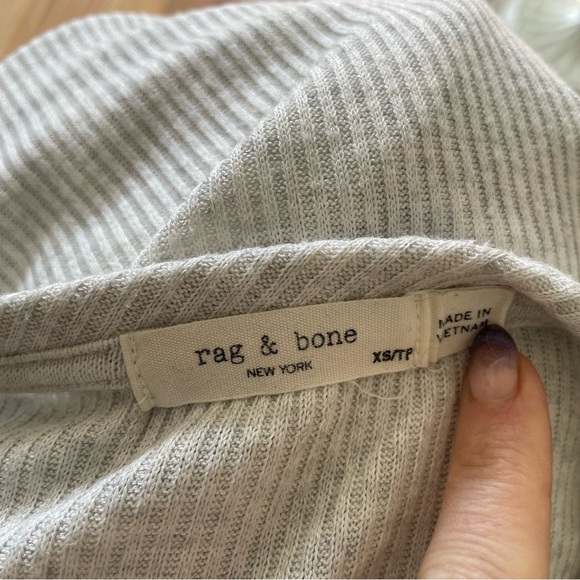 rag & bone
NEW YORK
XS/TP
MADE IN
VIETNAM